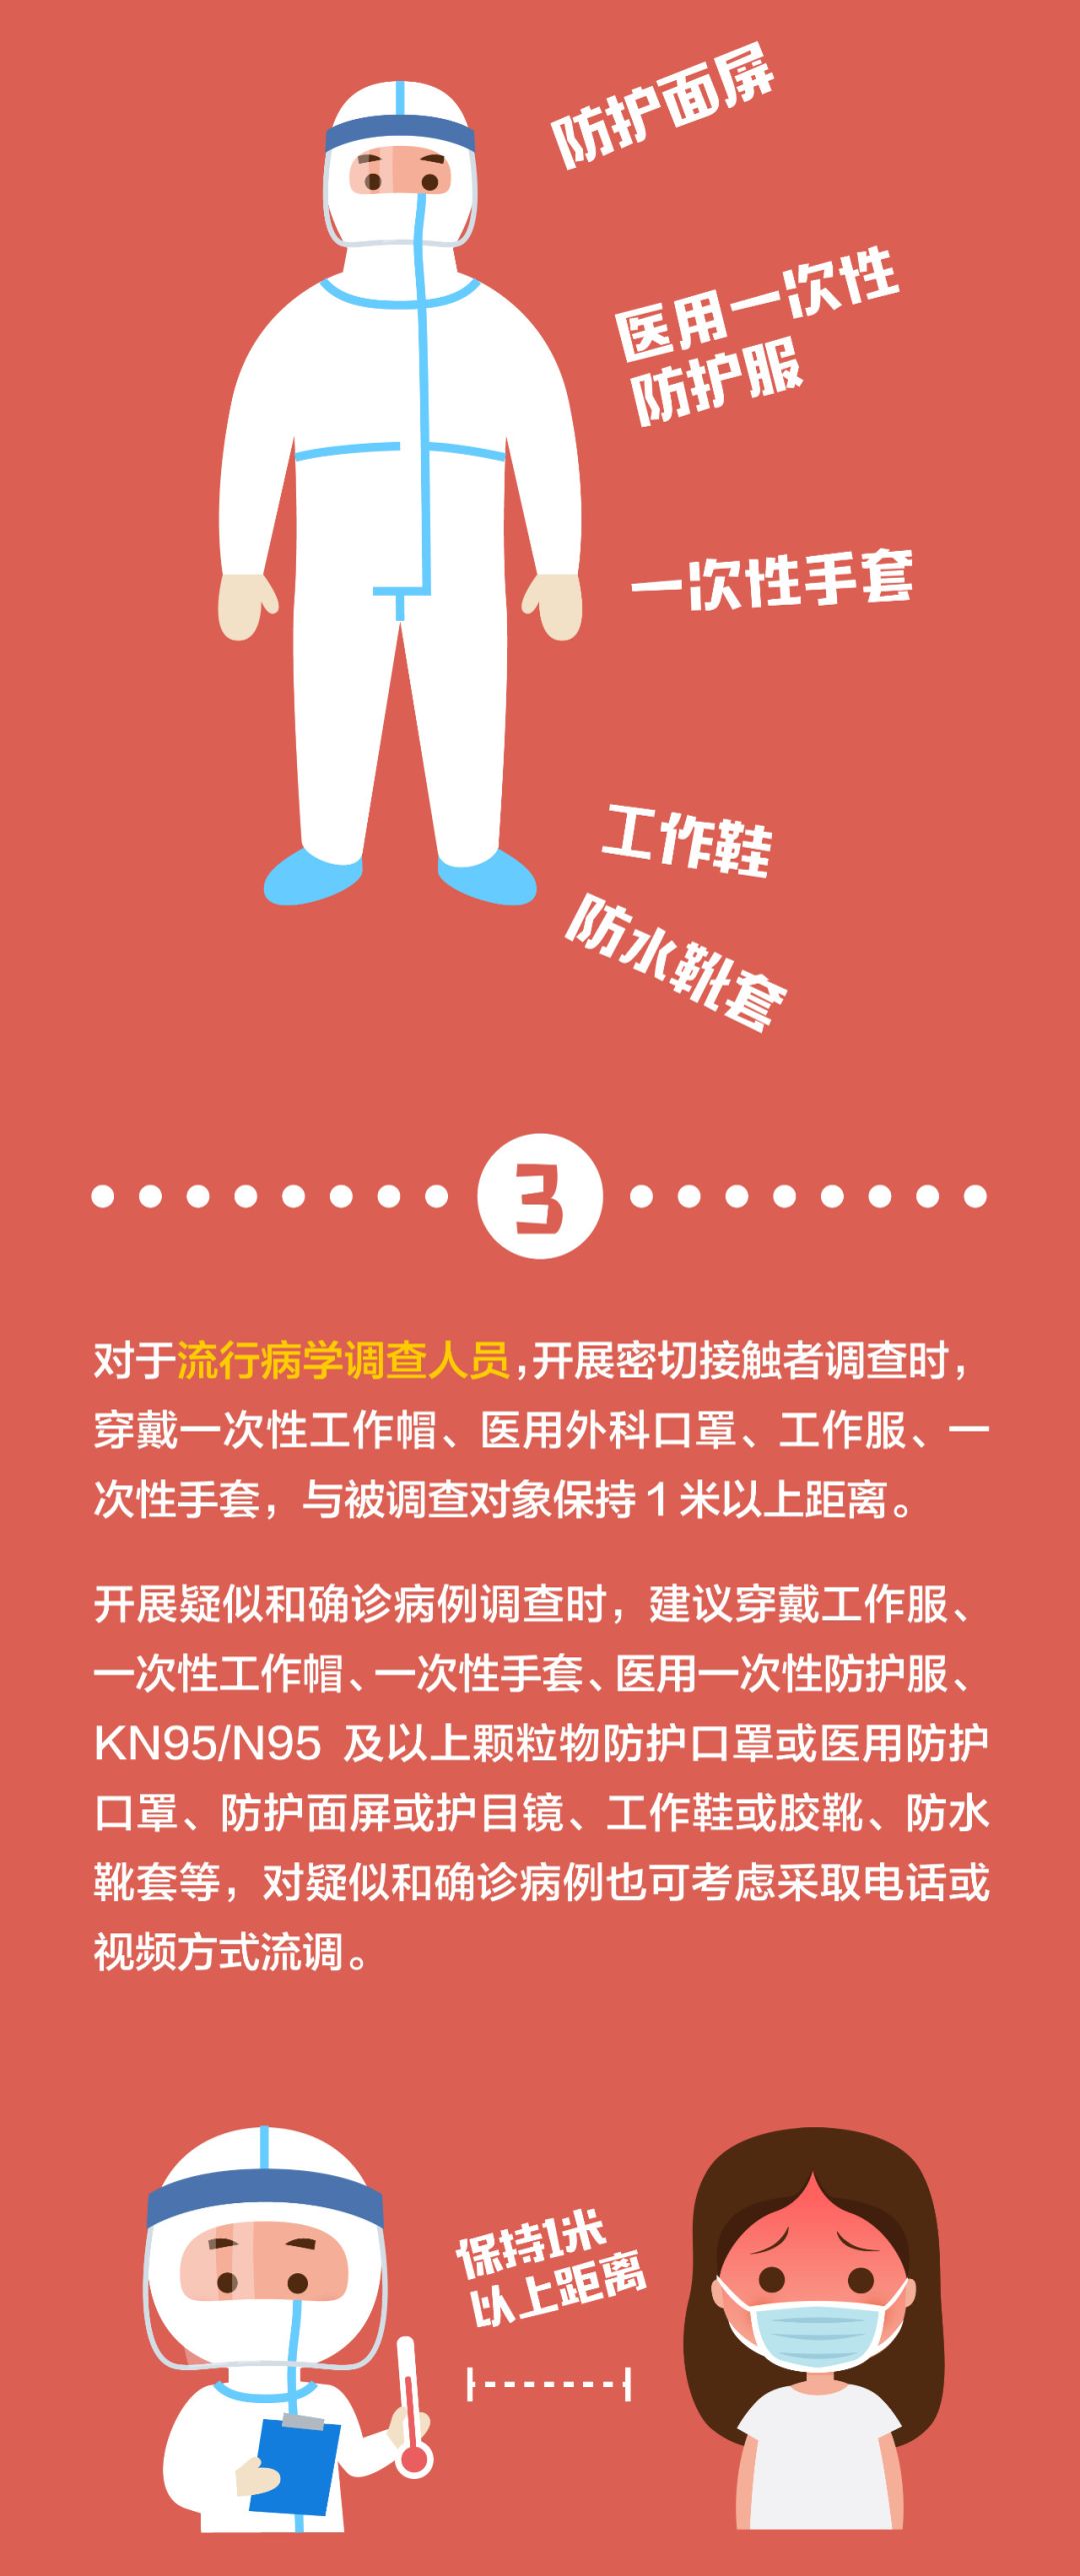 防护面屏
医用一次性
防护服
一次性手套
工作鞋
防水靴套
3
对于流行病学调查人员,开展密切接触者调查时，
穿戴一次性工作帽、医用外科口罩、工作服、一
次性手套，与被调查对象保持1米以上距离。
开展疑似和确诊病例调查时，建议穿戴工作服、
一次性工作帽、一次性手套、医用一次性防护服、
KN95/N95 及以上颗粒物防护口罩或医用防护
口罩、防护面屏或护目镜、工作鞋或胶靴、防水
靴套等，对疑似和确诊病例也可考虑采取电话或
视频方式流调。
保持1米
以上距离